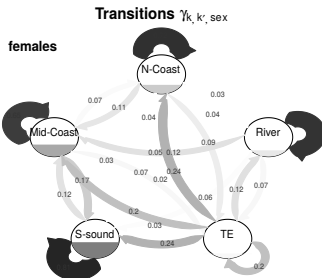 Transitions γk, k', sex
females
N-Coast
0.07
0.03
0.11
0.04
0.04
Mid-Coast
River
0.09
0.05 0.12
0.03
0.07
0.24
0.02
0.17
0.12
0.12
0.07
0.06
0.2
0.03
S-sound
TE
0.24
0.2